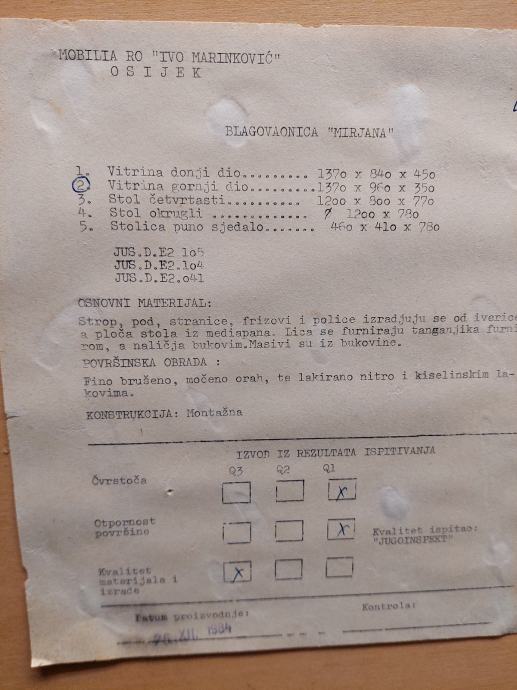 MOBILIA RO "IVO MARINKOVIĆ"
O S I J E K
BLAGOVAONICA "MIRJANA"
1. Vitrina donji dio......... 137o x 84o x 45o
2. Vitrina gornji dio........137o x 96o x 35o
3. Stol četvrtasti.......... 12oo x 8oo x 77o
4. Stol okrugli ............ ø 12oo x 78o
5. Stolica puno sjedalo....... 46o x 41o x 78o
JUS.D.E2 1o5
JUS.D.E2.1o4
JUS.D.E2.o41
OSNOVNI MATERIJAL:
Strop, pod, stranice, frizovi i police izradjuju se od iverice
a ploča stola iz mediapana. Lica se furniraju tanganjika furni
rom, a naličja bukovim.Masivi su iz bukovine.
POVRŠINSKA OBRADA :
Fino brušeno, močeno orah, te lakirano nitro i kiselinskim la-
kovima.
KONSTRUKCIJA: Montažna
IZVOD IZ REZULTATA ISPITIVANJA
Q3 Q2 Q1
Čvrstoča x
Otpornost
površine x
Kvalitet ispitao:
"JUGOINSPEKT"
Kvalitet
materijala i
izrade x
Datum proizvodnje: Kontrola:
XII. 1984